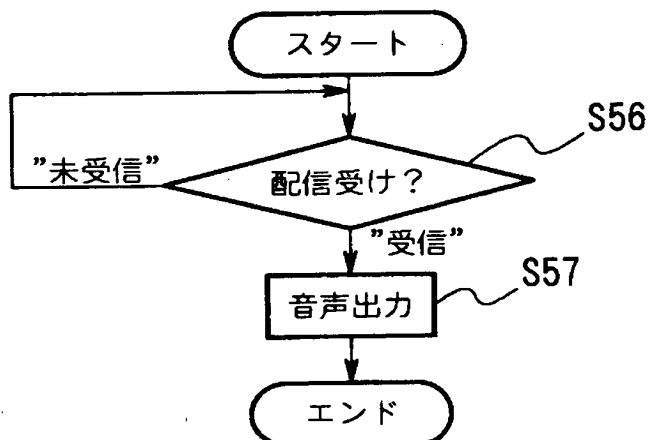 スタート
S56
”未受信”
配信受け？
”受信”
S57
音声出力
エンド